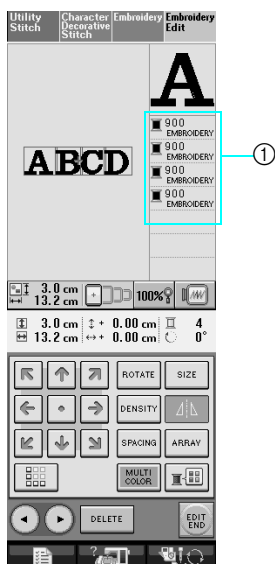 Utility Stitch
Character Decorative Stitch
Embroidery
Embroidery Edit
A
900
EMBROIDERY
900
EMBROIDERY
900
EMBROIDERY
900
EMBROIDERY
①
ABCD
3.0 cm
13.2 cm
100%
3.0 cm + 0.00 cm 4
13.2 cm + 0.00 cm 0°
ROTATE SIZE
DENSITY
SPACING ARRAY
MULTI COLOR
DELETE
EDIT END
?